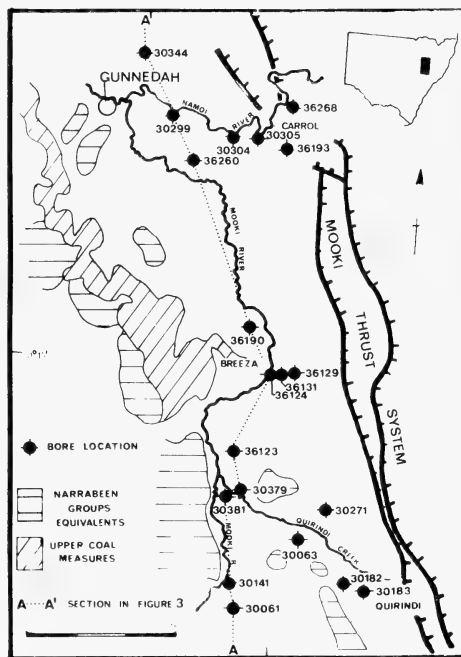 A'
30344
GUNNEDAH
NAMOI
RIVER
36268
30299
30304
30305
CARROL
36260
36193
MOOKI
RIVER
MOOKI
THRUST
SYSTEM
36190
BREEZA
36129
36131
36124
BORE LOCATION
36123
30379
30381
30271
NARRABEEN
GROUPS
EQUIVALENTS
QUIRINDI
CREEK
30063
UPPER COAL
MEASURES
MOOKI R.
30141
30182
30183
A A' SECTION IN FIGURE 3
30061
QUIRINDI
A